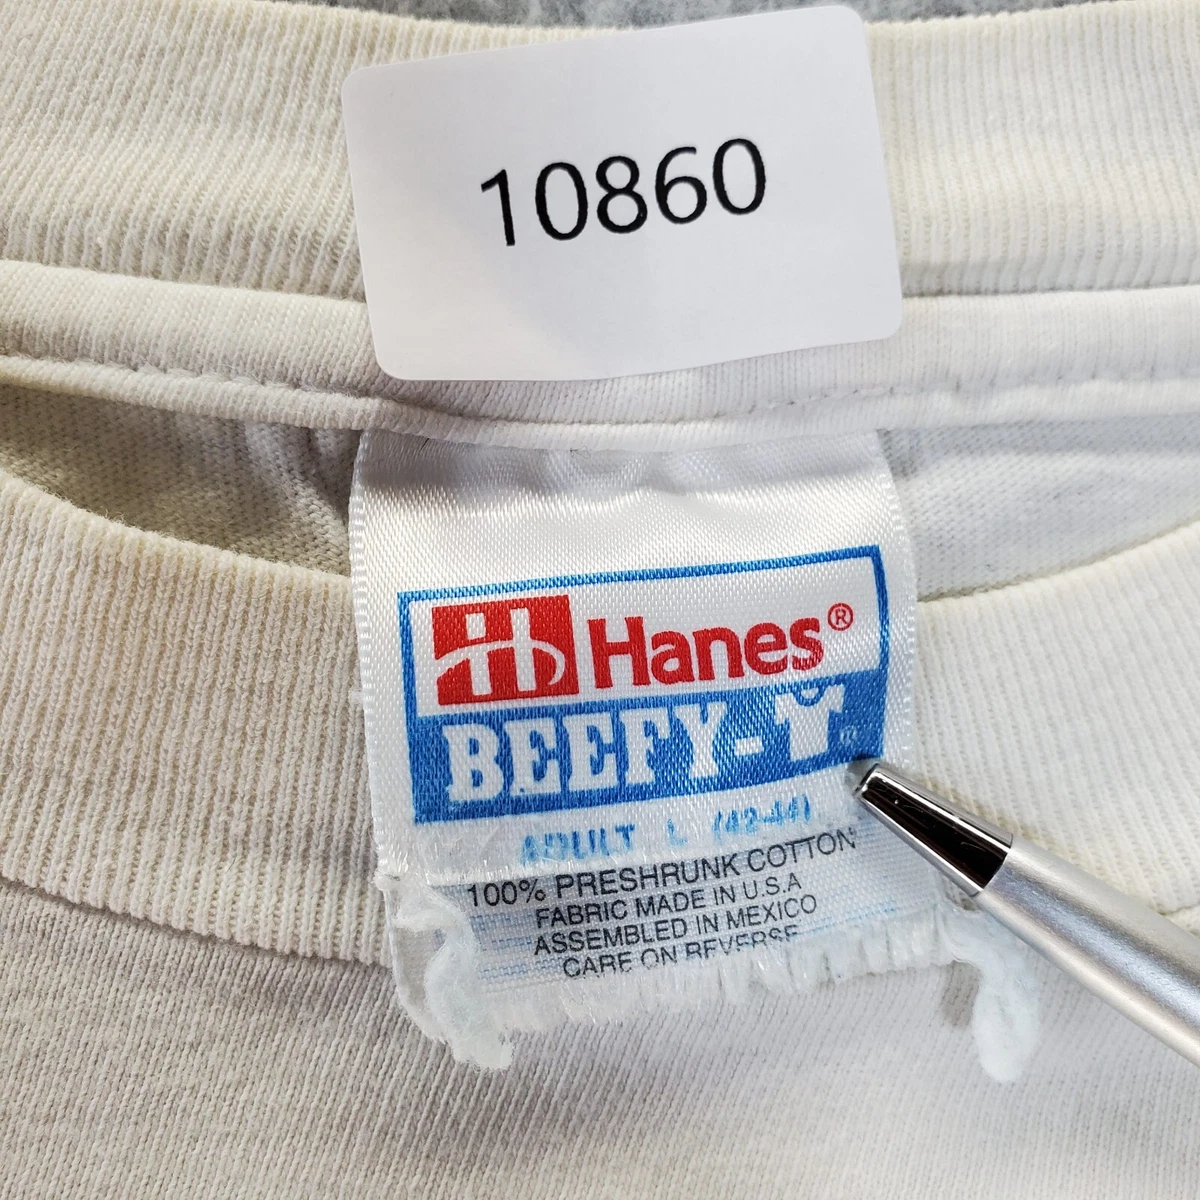 10860
Hanes®
BEEFY-T®
ADULT L (42-44)
100% PRESHRUNK COTTON
FABRIC MADE IN U.S.A
ASSEMBLED IN MEXICO
CARE ON REVERSE